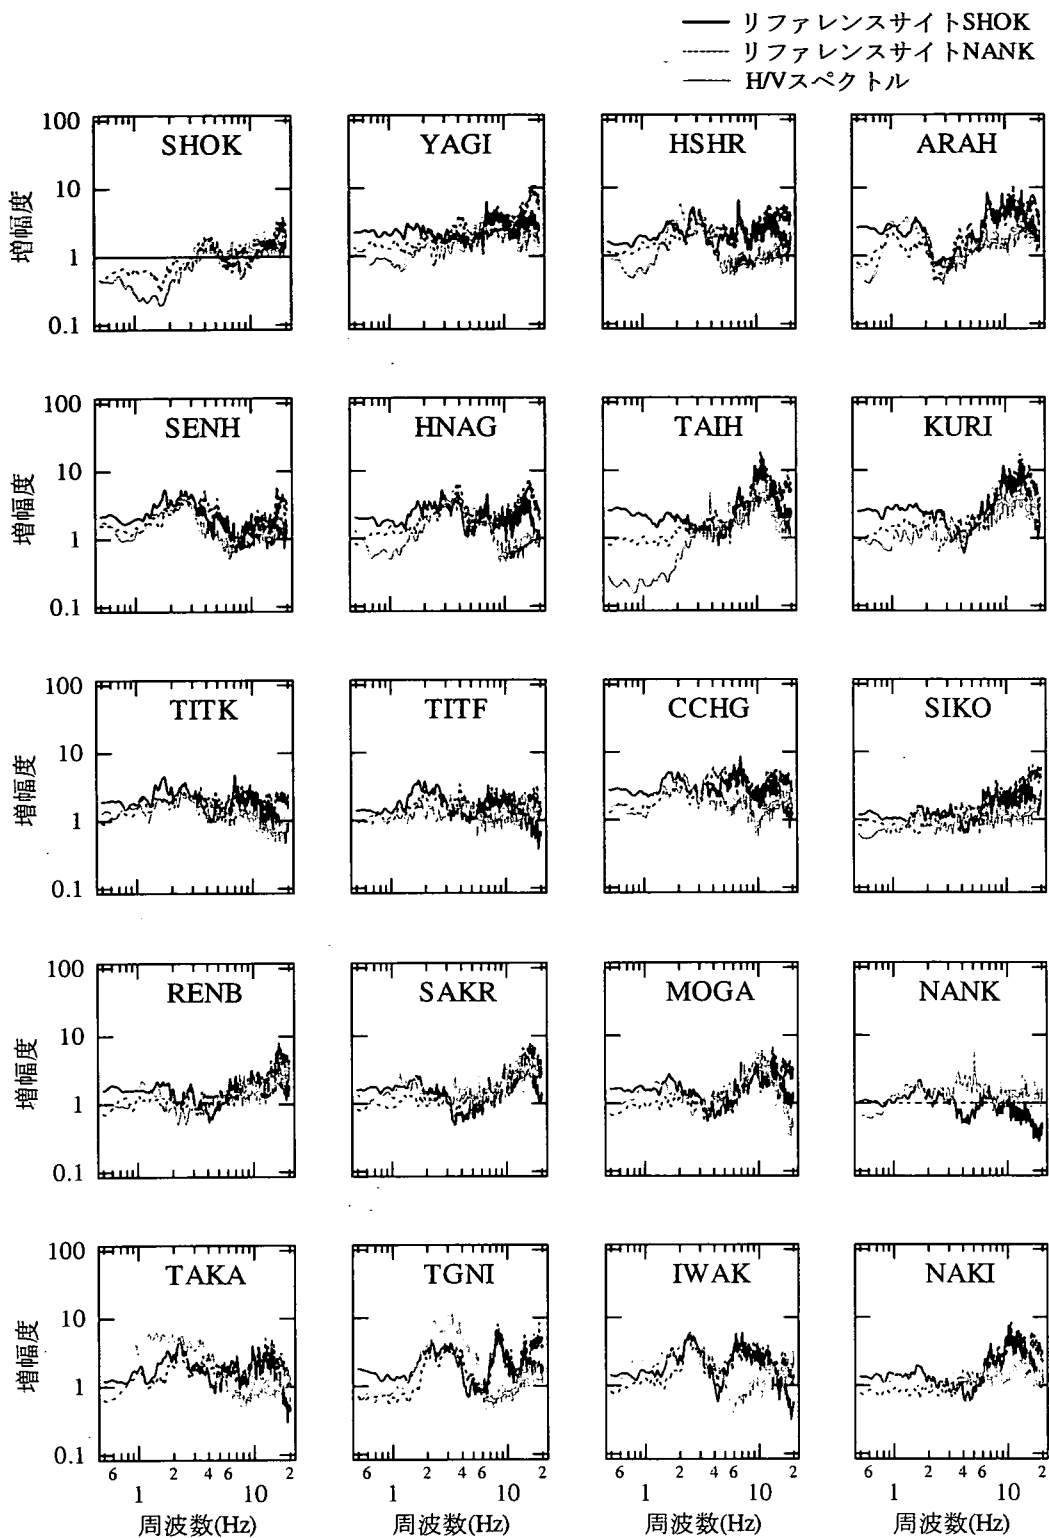 リファレンスサイトSHOK
リファレンスサイトNANK
H/Vスペクトル
100
10
1
0.1
増幅度
SHOK
YAGI
HSHR
ARAH
100
10
1
0.1
増幅度
SENH
HNAG
TAIH
KURI
100
10
1
0.1
増幅度
TITK
TITF
CCHG
SIKO
100
10
1
0.1
増幅度
RENB
SAKR
MOGA
NANK
100
10
1
0.1
増幅度
TAKA
TGNI
IWAK
NAKI
6 2 4 6 2 6 2 4 6 2 6 2 4 6 2 6 2 4 6 2
1 10 1 10 1 10 1 10
周波数(Hz) 周波数(Hz) 周波数(Hz) 周波数(Hz)